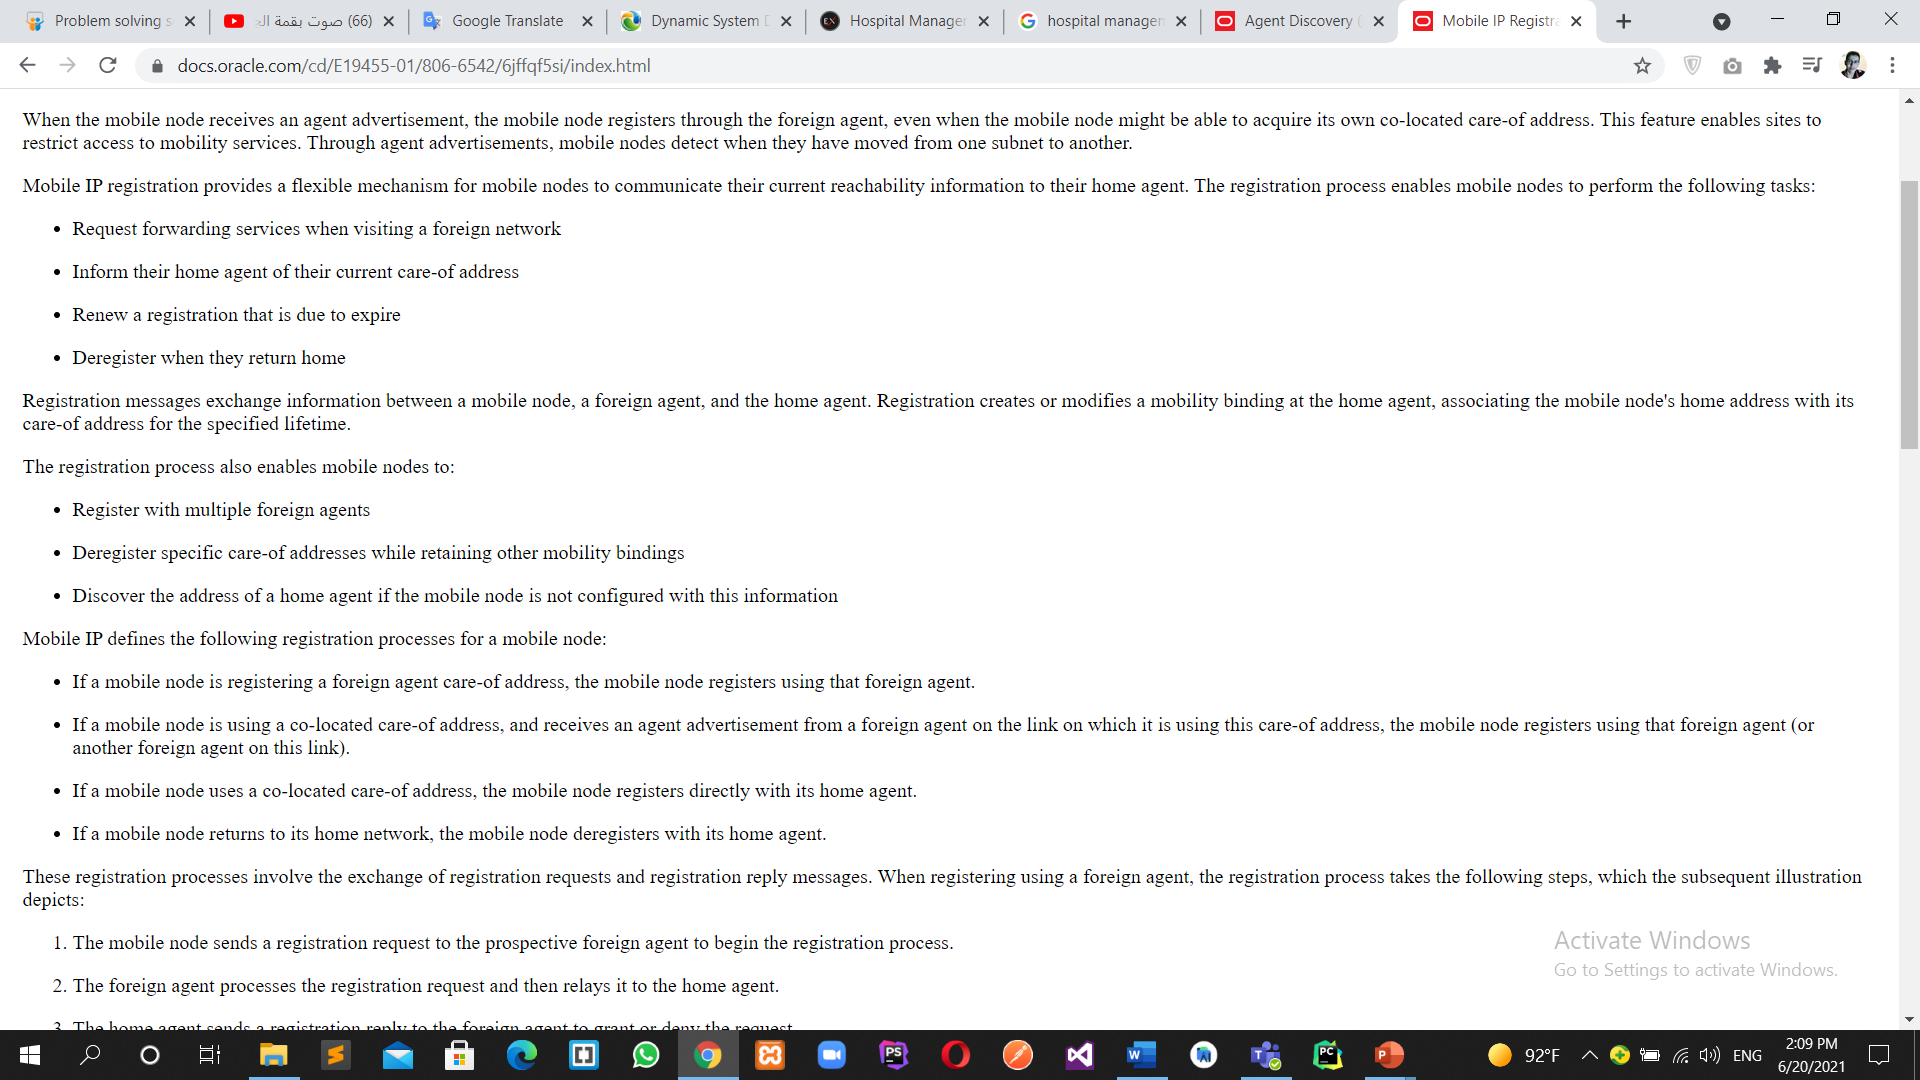 Problem solving s
(66) صوت بقمة الج
Google Translate
Dynamic System D
Hospital Manager
hospital managem
Agent Discovery (
Mobile IP Registra
docs.oracle.com/cd/E19455-01/806-6542/6jffqf5si/index.html
When the mobile node receives an agent advertisement, the mobile node registers through the foreign agent, even when the mobile node might be able to acquire its own co-located care-of address. This feature enables sites to
restrict access to mobility services. Through agent advertisements, mobile nodes detect when they have moved from one subnet to another.
Mobile IP registration provides a flexible mechanism for mobile nodes to communicate their current reachability information to their home agent. The registration process enables mobile nodes to perform the following tasks:
• Request forwarding services when visiting a foreign network
• Inform their home agent of their current care-of address
• Renew a registration that is due to expire
• Deregister when they return home
Registration messages exchange information between a mobile node, a foreign agent, and the home agent. Registration creates or modifies a mobility binding at the home agent, associating the mobile node's home address with its
care-of address for the specified lifetime.
The registration process also enables mobile nodes to:
• Register with multiple foreign agents
• Deregister specific care-of addresses while retaining other mobility bindings
• Discover the address of a home agent if the mobile node is not configured with this information
Mobile IP defines the following registration processes for a mobile node:
• If a mobile node is registering a foreign agent care-of address, the mobile node registers using that foreign agent.
• If a mobile node is using a co-located care-of address, and receives an agent advertisement from a foreign agent on the link on which it is using this care-of address, the mobile node registers using that foreign agent (or
another foreign agent on this link).
• If a mobile node uses a co-located care-of address, the mobile node registers directly with its home agent.
• If a mobile node returns to its home network, the mobile node deregisters with its home agent.
These registration processes involve the exchange of registration requests and registration reply messages. When registering using a foreign agent, the registration process takes the following steps, which the subsequent illustration
depicts:
1. The mobile node sends a registration request to the prospective foreign agent to begin the registration process.
2. The foreign agent processes the registration request and then relays it to the home agent.
3. The home agent sends a registration reply to the foreign agent to grant or deny the request.
Activate Windows
Go to Settings to activate Windows.
92°F
ENG
2:09 PM
6/20/2021